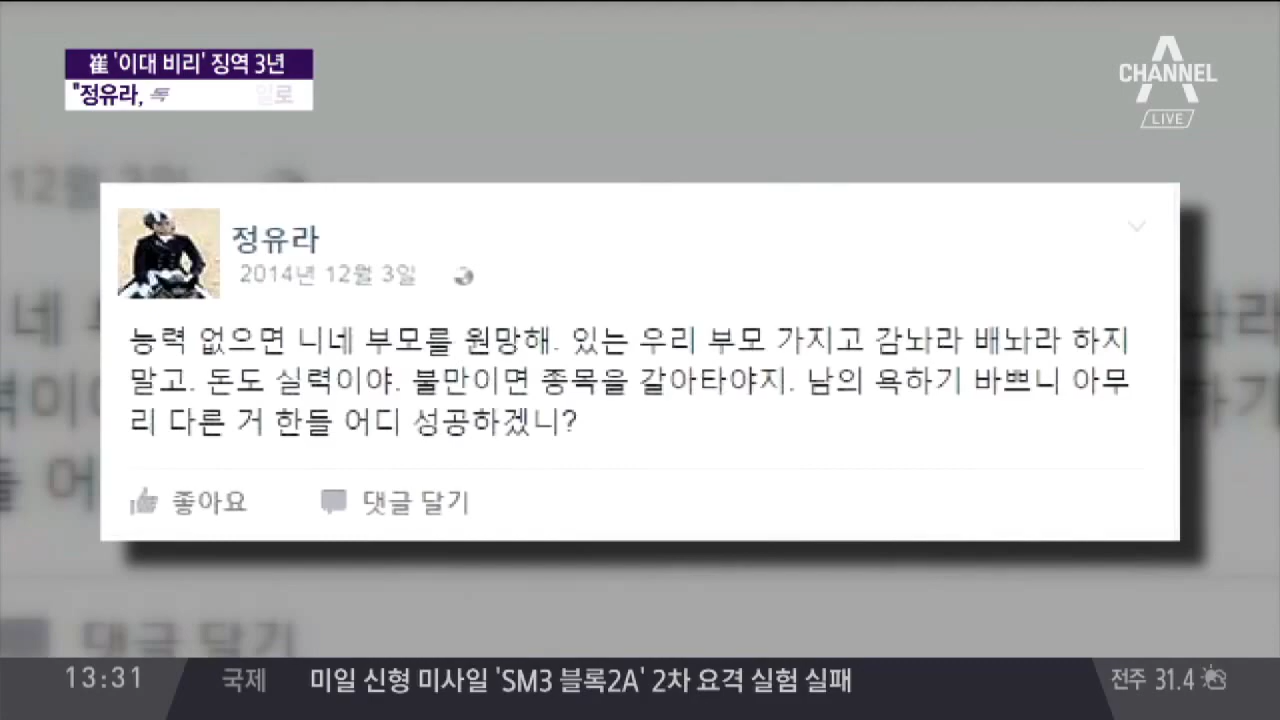 崔 '이대 비리' 징역 3년
"정유라,
CHANNEL A
LIVE
정유라
2014년 12월 3일
능력 없으면 니네 부모를 원망해. 있는 우리 부모 가지고 감놔라 배놔라 하지
말고. 돈도 실력이야. 불만이면 종목을 갈아타야지. 남의 욕하기 바쁘니 아무
리 다른 거 한들 어디 성공하겠니?
좋아요 댓글 달기
댓글 달기
13:31 국제 미일 신형 미사일 'SM3 블록2A' 2차 요격 실험 실패 전주 31.4